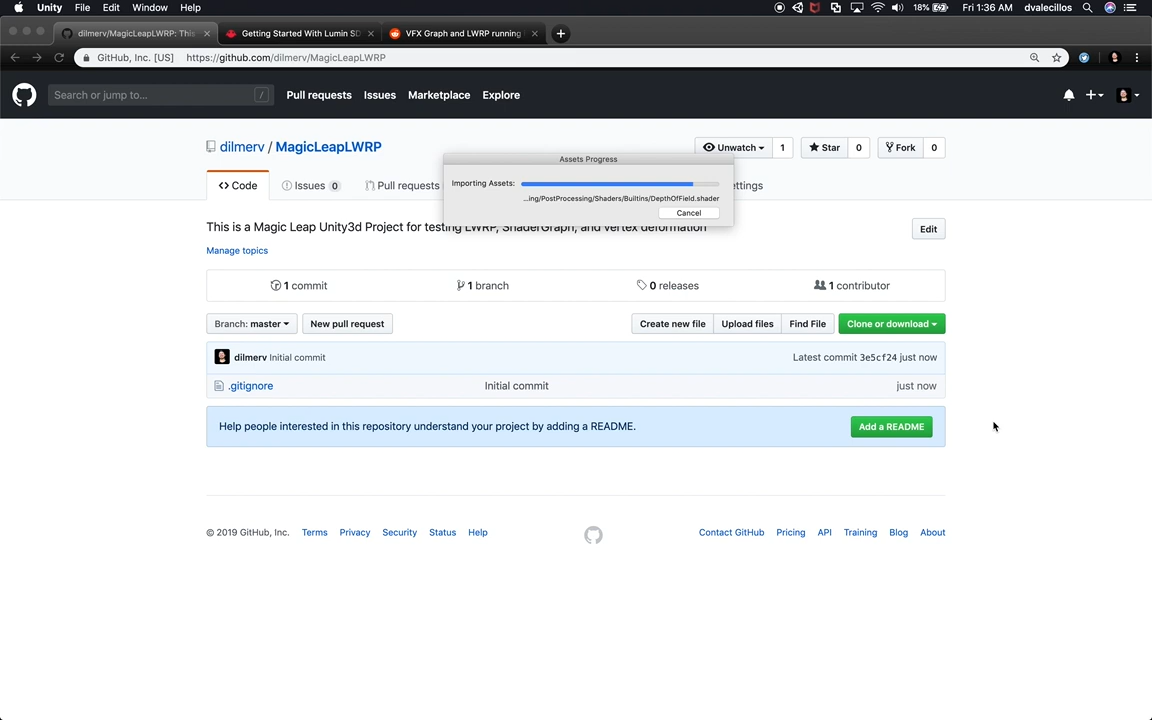 Unity File Edit Window Help 18% Fri 1:36 AM dvalecillos
dilmerv/MagicLeapLWRP: This Getting Started With Lumin SD VFX Graph and LWRP running
GitHub, Inc. [US] https://github.com/dilmerv/MagicLeapLWRP
Search or jump to... / Pull requests Issues Marketplace Explore
dilmerv / MagicLeapLWRP Unwatch 1 Star 0 Fork 0
Assets Progress
Code Issues 0 Pull requests ettings
Importing Assets:
...ing/PostProcessing/Shaders/Builtins/DepthOfField.shader
Cancel
This is a Magic Leap Unity3d Project for testing LWRP, ShaderGraph, and vertex deformation Edit
Manage topics
1 commit 1 branch 0 releases 1 contributor
Branch: master New pull request Create new file Upload files Find File Clone or download
dilmerv Initial commit Latest commit 3e5cf24 just now
.gitignore Initial commit just now
Help people interested in this repository understand your project by adding a README. Add a README
© 2019 GitHub, Inc. Terms Privacy Security Status Help Contact GitHub Pricing API Training Blog About